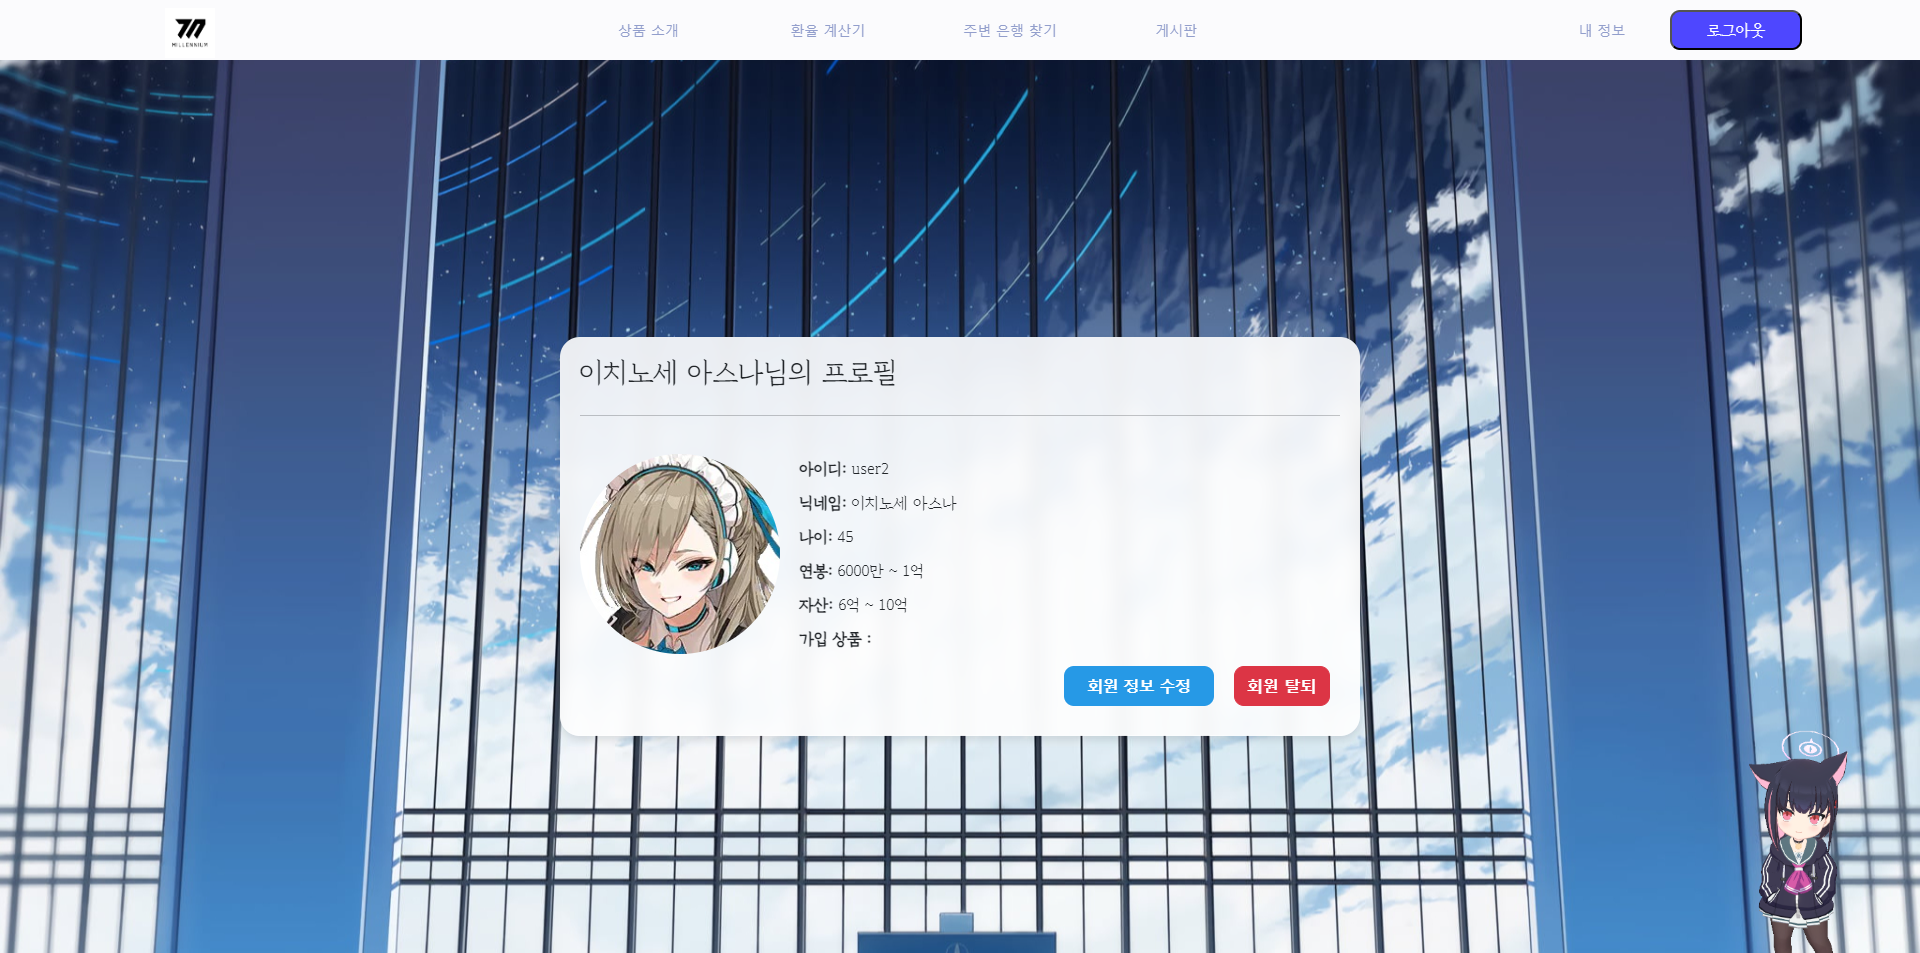 MILLENNIUM
상품 소개
환율 계산기
주변 은행 찾기
게시판
내 정보
로그아웃
이치노세 아스나님의 프로필
아이디: user2
닉네임: 이치노세 아스나
나이: 45
연봉: 6000만 ~ 1억
자산: 6억 ~ 10억
가입 상품 :
회원 정보 수정
회원 탈퇴